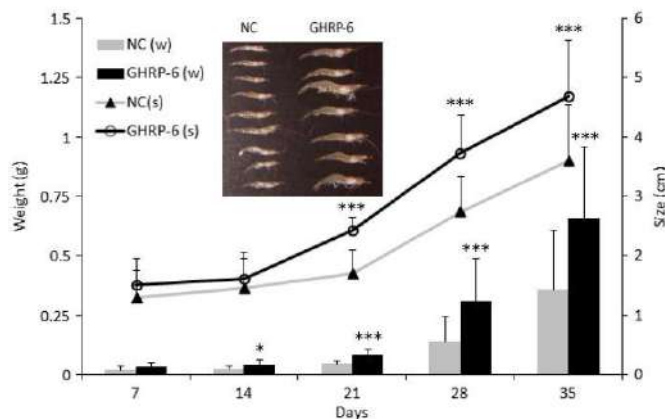 NC GHRP-6
NC (w)
GHRP-6 (w)
NC(s)
GHRP-6 (s)
Weight (g)
1.5
1.25
1
0.75
0.5
0.25
0
Size (cm)
6
5
4
3
2
1
0
***
***
***
***
***
***
*
7 14 21 28 35
Days